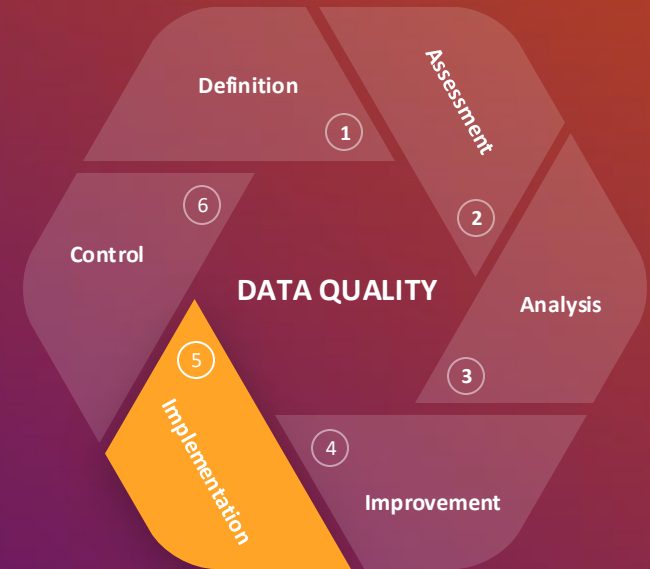 Definition
1
Assessment
2
Analysis
3
Improvement
4
Implementation
5
Control
6
DATA QUALITY